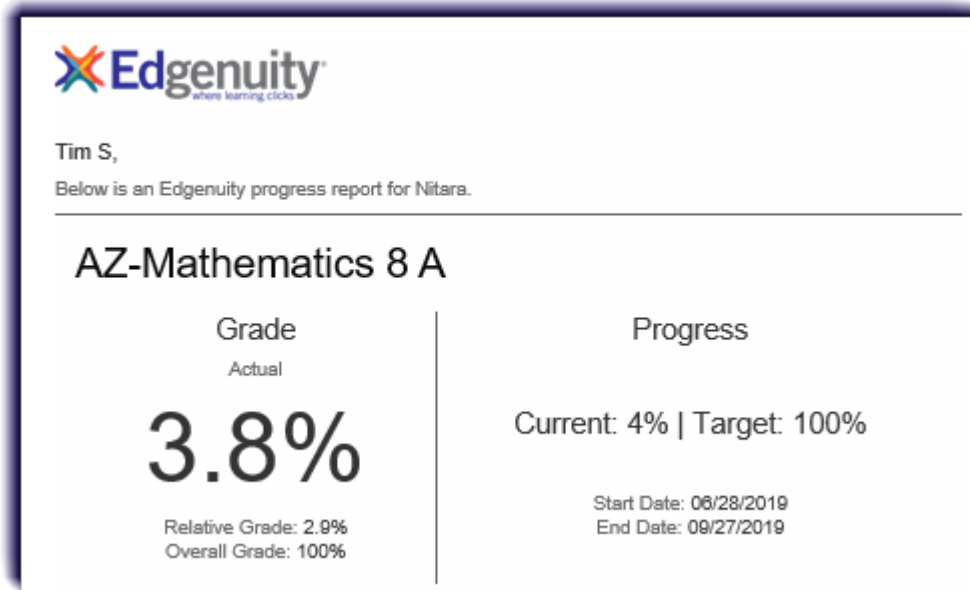 Edgenuity
where learning clicks
Tim S,
Below is an Edgenuity progress report for Nitara.
AZ-Mathematics 8 A
Grade
Actual
3.8%
Relative Grade: 2.9%
Overall Grade: 100%
Progress
Current: 4% | Target: 100%
Start Date: 06/28/2019
End Date: 09/27/2019